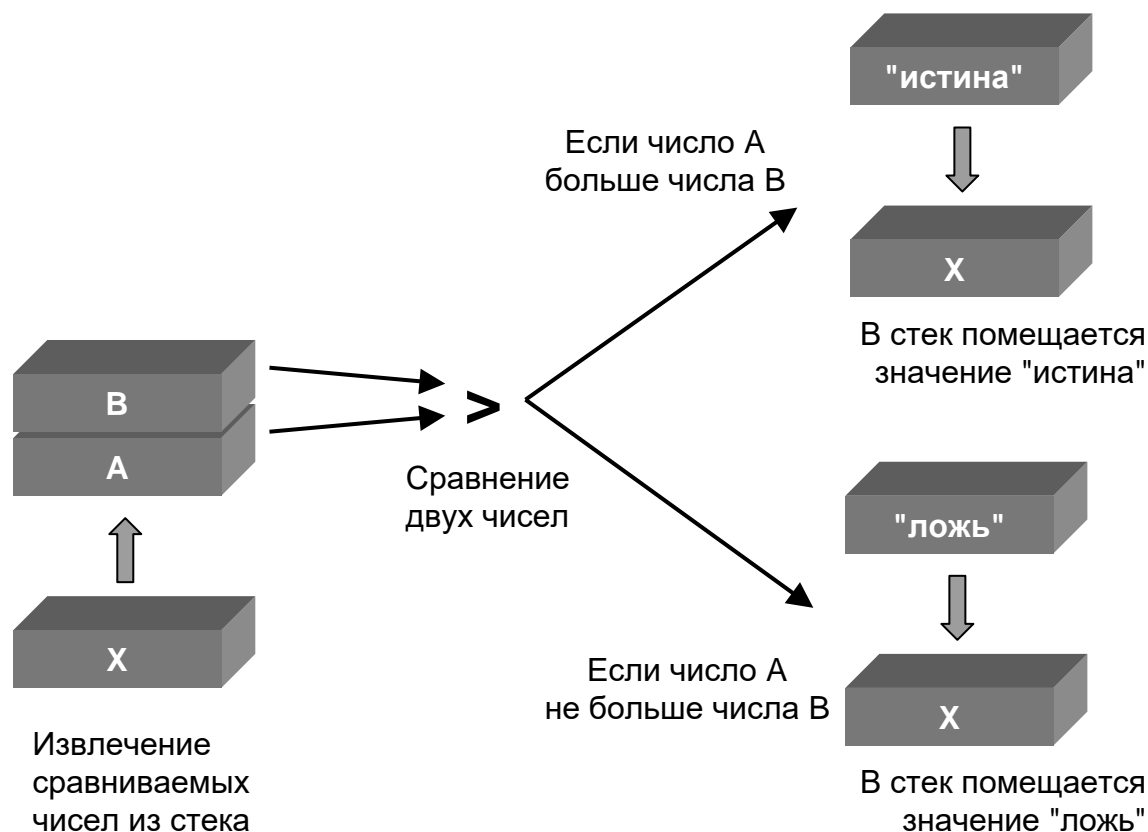 "истина"
Если число А
больше числа В
X
В стек помещается
значение "истина"
B
A
>
Сравнение
двух чисел
"ложь"
X
Если число А
не больше числа В
X
Извлечение
сравниваемых
чисел из стека
В стек помещается
значение "ложь"